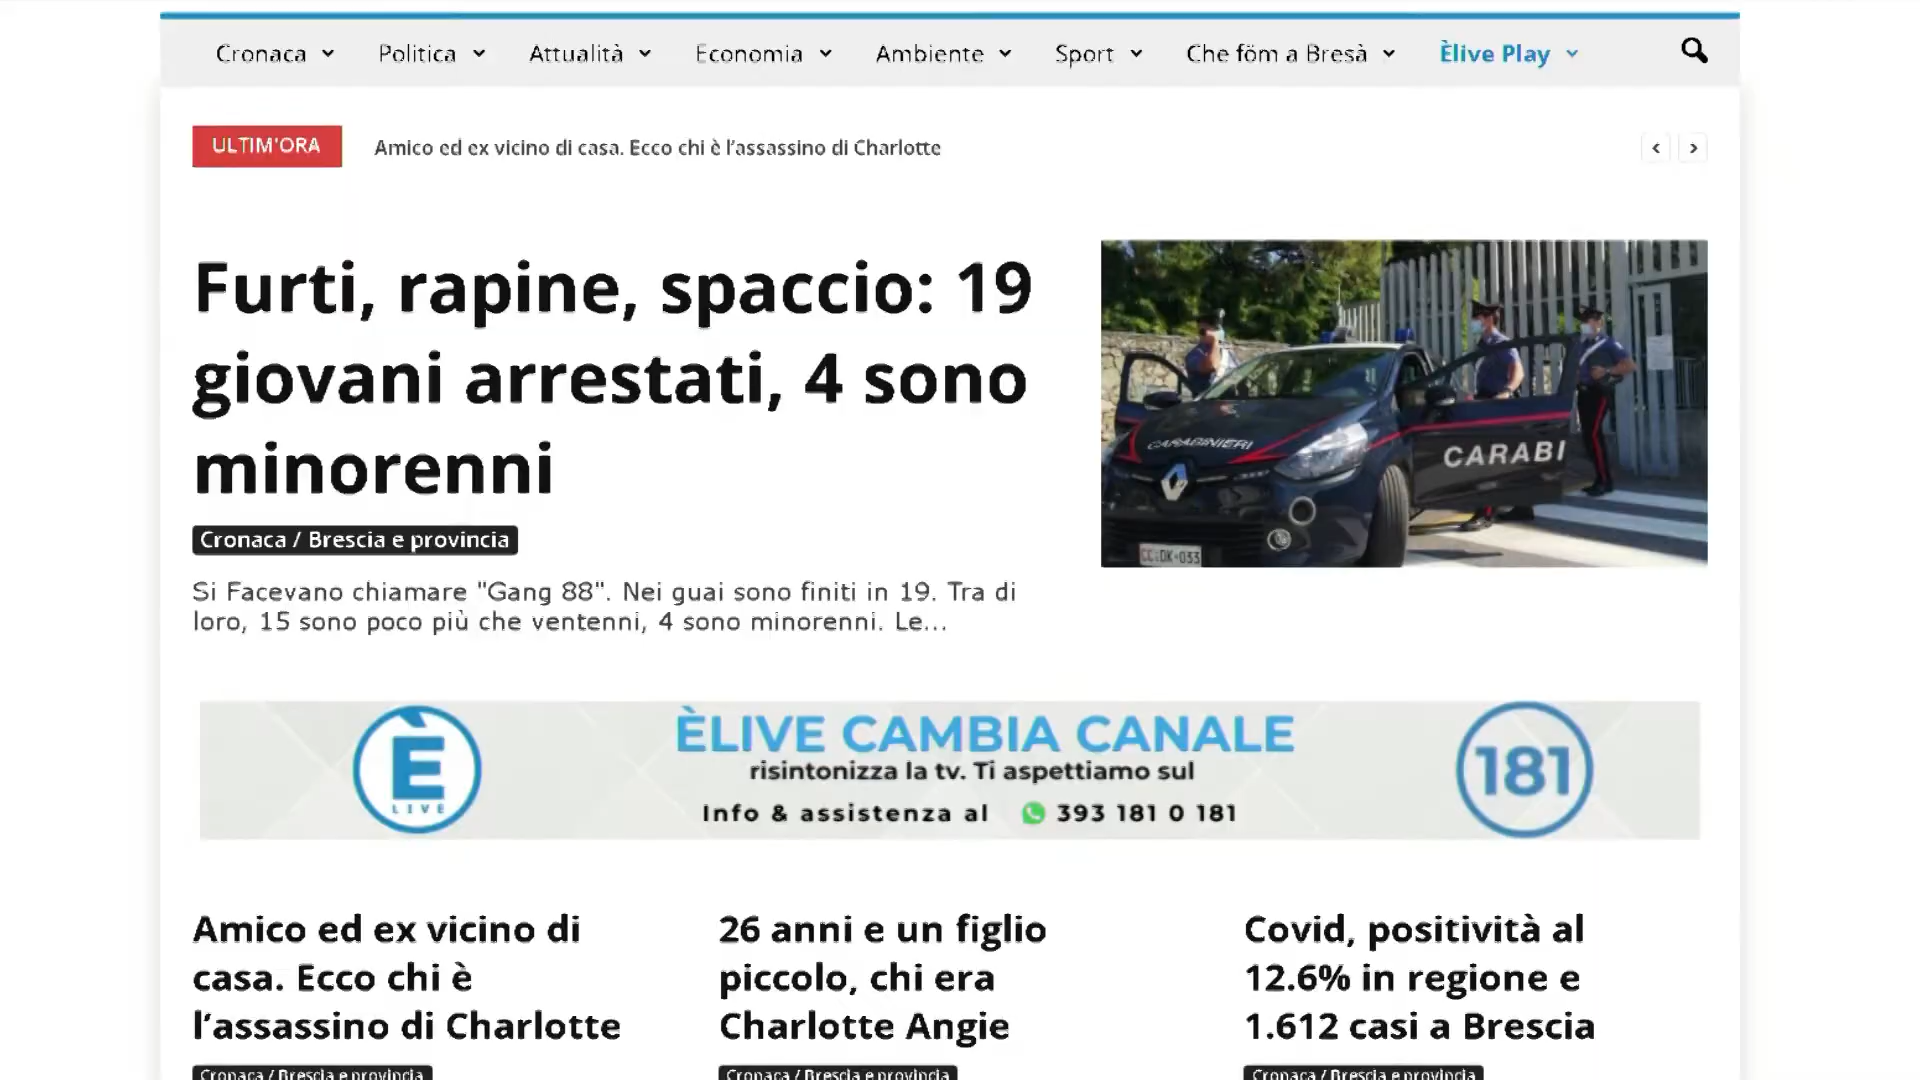 Cronaca Politica Attualità Economia Ambiente Sport Che föm a Bresà Èlive Play
ULTIM'ORA Amico ed ex vicino di casa. Ecco chi è l'assassino di Charlotte
Furti, rapine, spaccio: 19
giovani arrestati, 4 sono
minorenni
Cronaca / Brescia e provincia
Si Facevano chiamare "Gang 88". Nei guai sono finiti in 19. Tra di
loro, 15 sono poco più che ventenni, 4 sono minorenni. Le...
CARABINIERI
CARABI
CC·DK·033
È
LIVE
ÈLIVE CAMBIA CANALE
risintonizza la tv. Ti aspettiamo sul
Info & assistenza al 393 181 0 181
181
Amico ed ex vicino di
casa. Ecco chi è
l’assassino di Charlotte
Cronaca / Brescia e provincia
26 anni e un figlio
piccolo, chi era
Charlotte Angie
Cronaca / Brescia e provincia
Covid, positività al
12.6% in regione e
1.612 casi a Brescia
Cronaca / Brescia e provincia